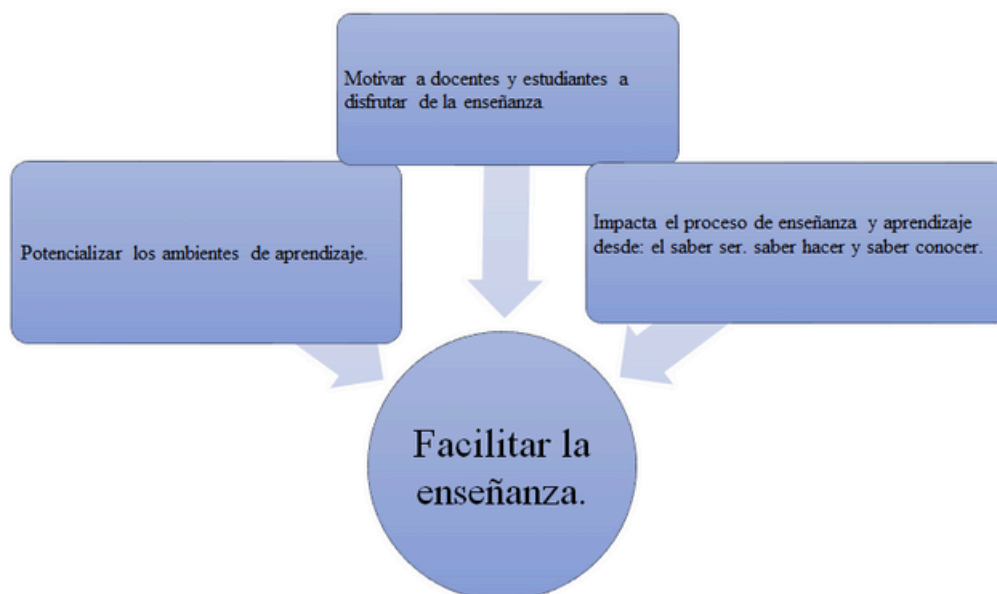 Motivar a docentes y estudiantes a
disfrutar de la enseñanza
Potencializar los ambientes de aprendizaje.
Impacta el proceso de enseñanza y aprendizaje
desde: el saber ser. saber hacer y saber conocer.
Facilitar la
enseñanza.